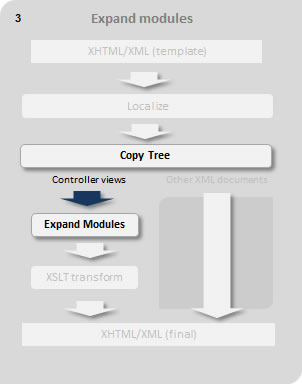 3
Expand modules
XHTML/XML (template)
Localize
Copy Tree
Controller views
Other XML documents
Expand Modules
XSLT transform
XHTML/XML (final)